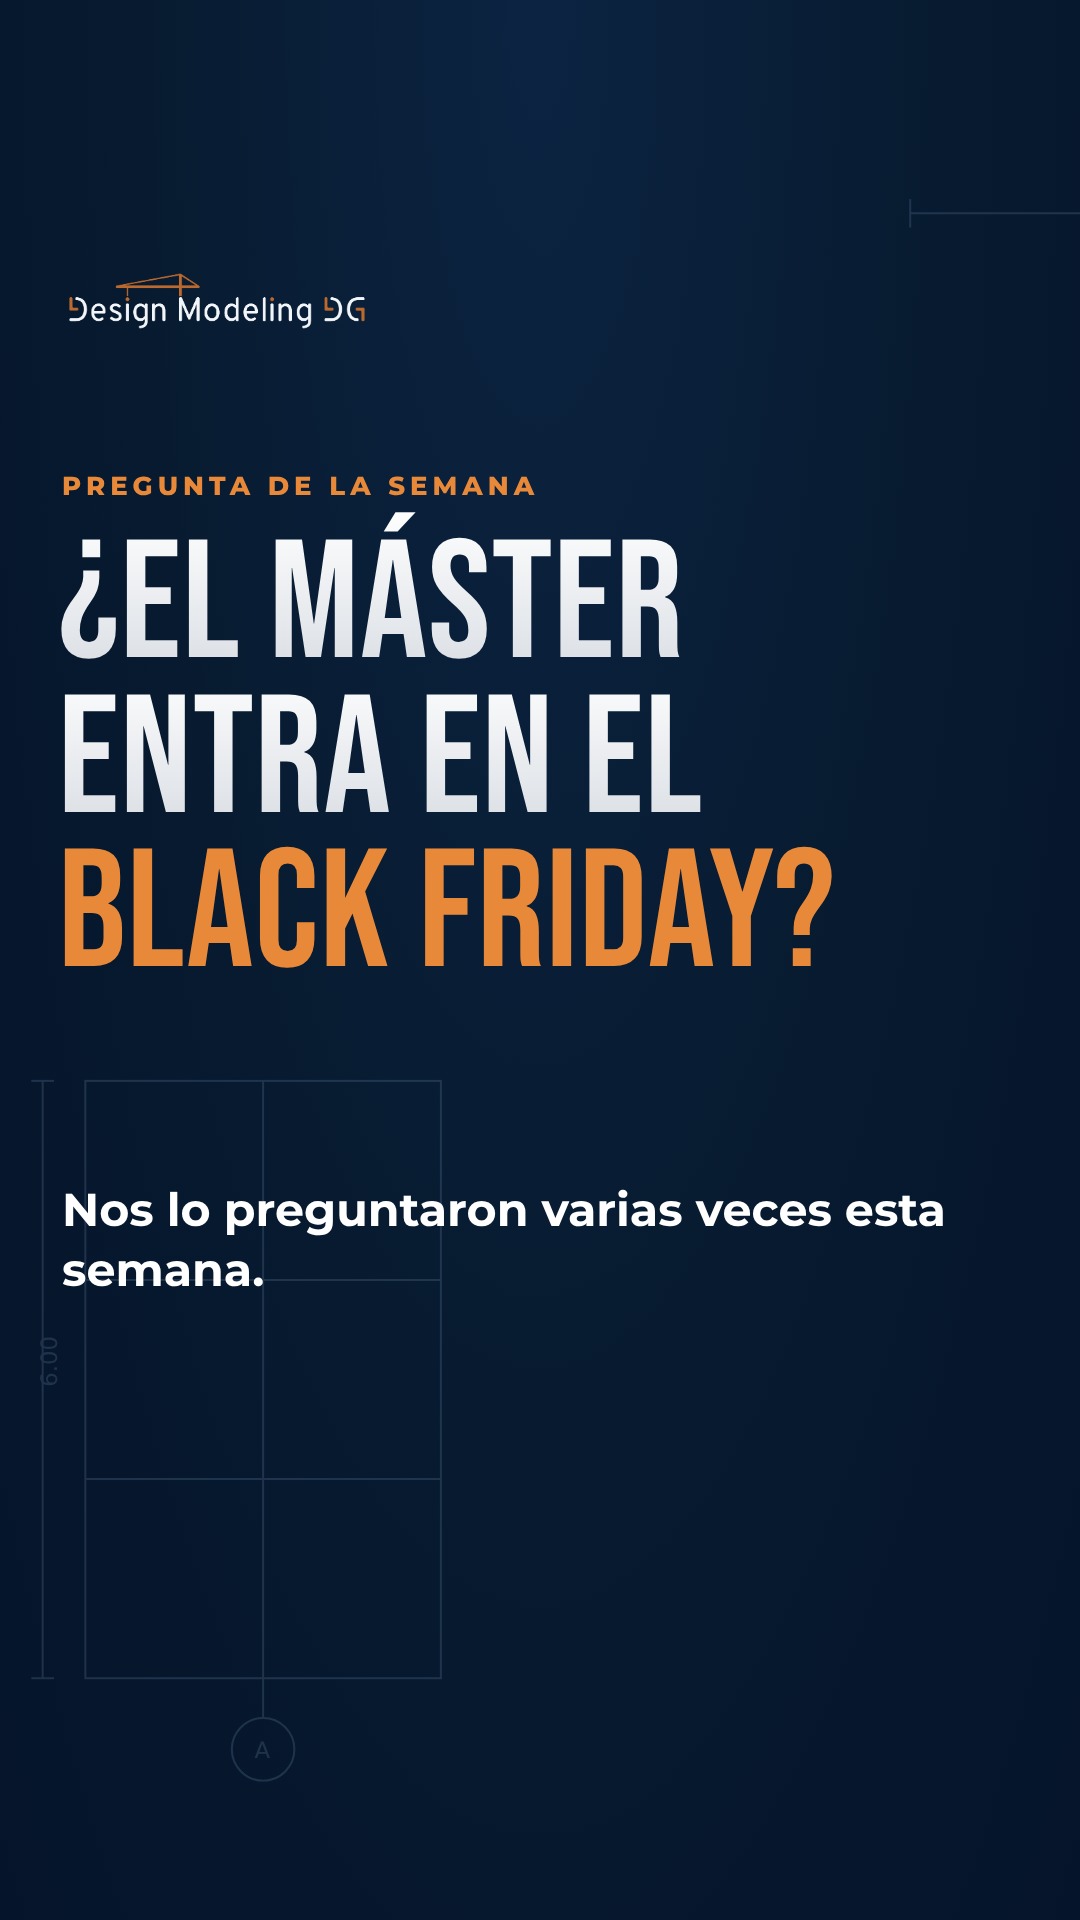 Design Modeling DG
PREGUNTA DE LA SEMANA
¿EL MÁSTER
ENTRA EN EL
BLACK FRIDAY?
Nos lo preguntaron varias veces esta
semana.
6.00
A